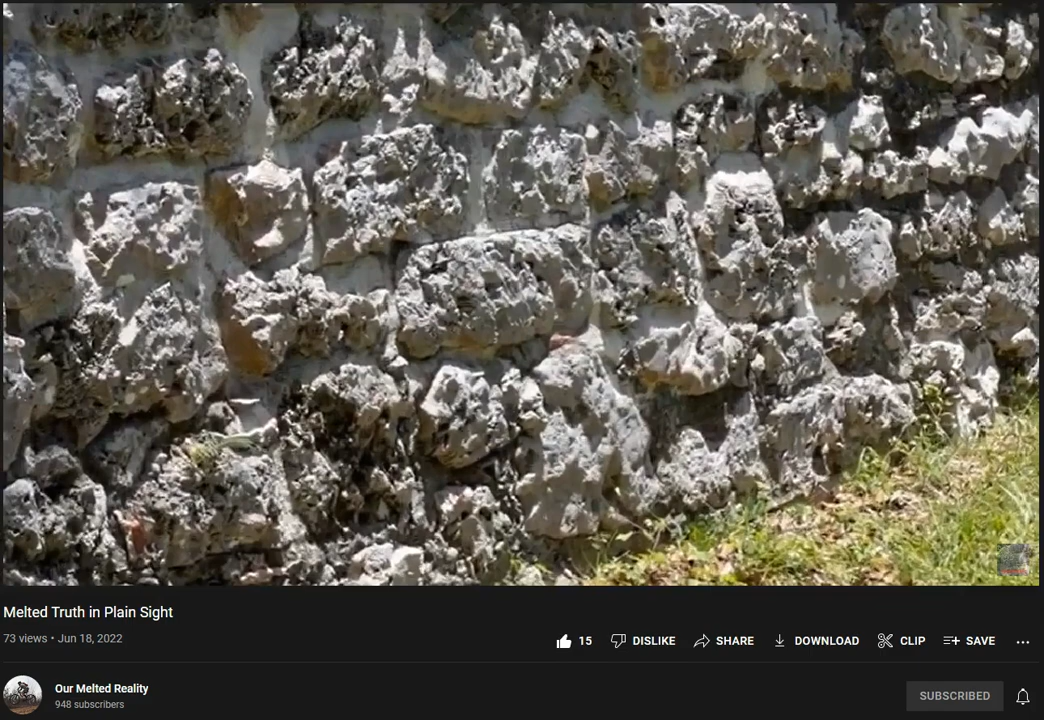 Melted Truth in Plain Sight
73 views • Jun 18, 2022
15 DISLIKE SHARE DOWNLOAD CLIP SAVE
Our Melted Reality
948 subscribers
SUBSCRIBED